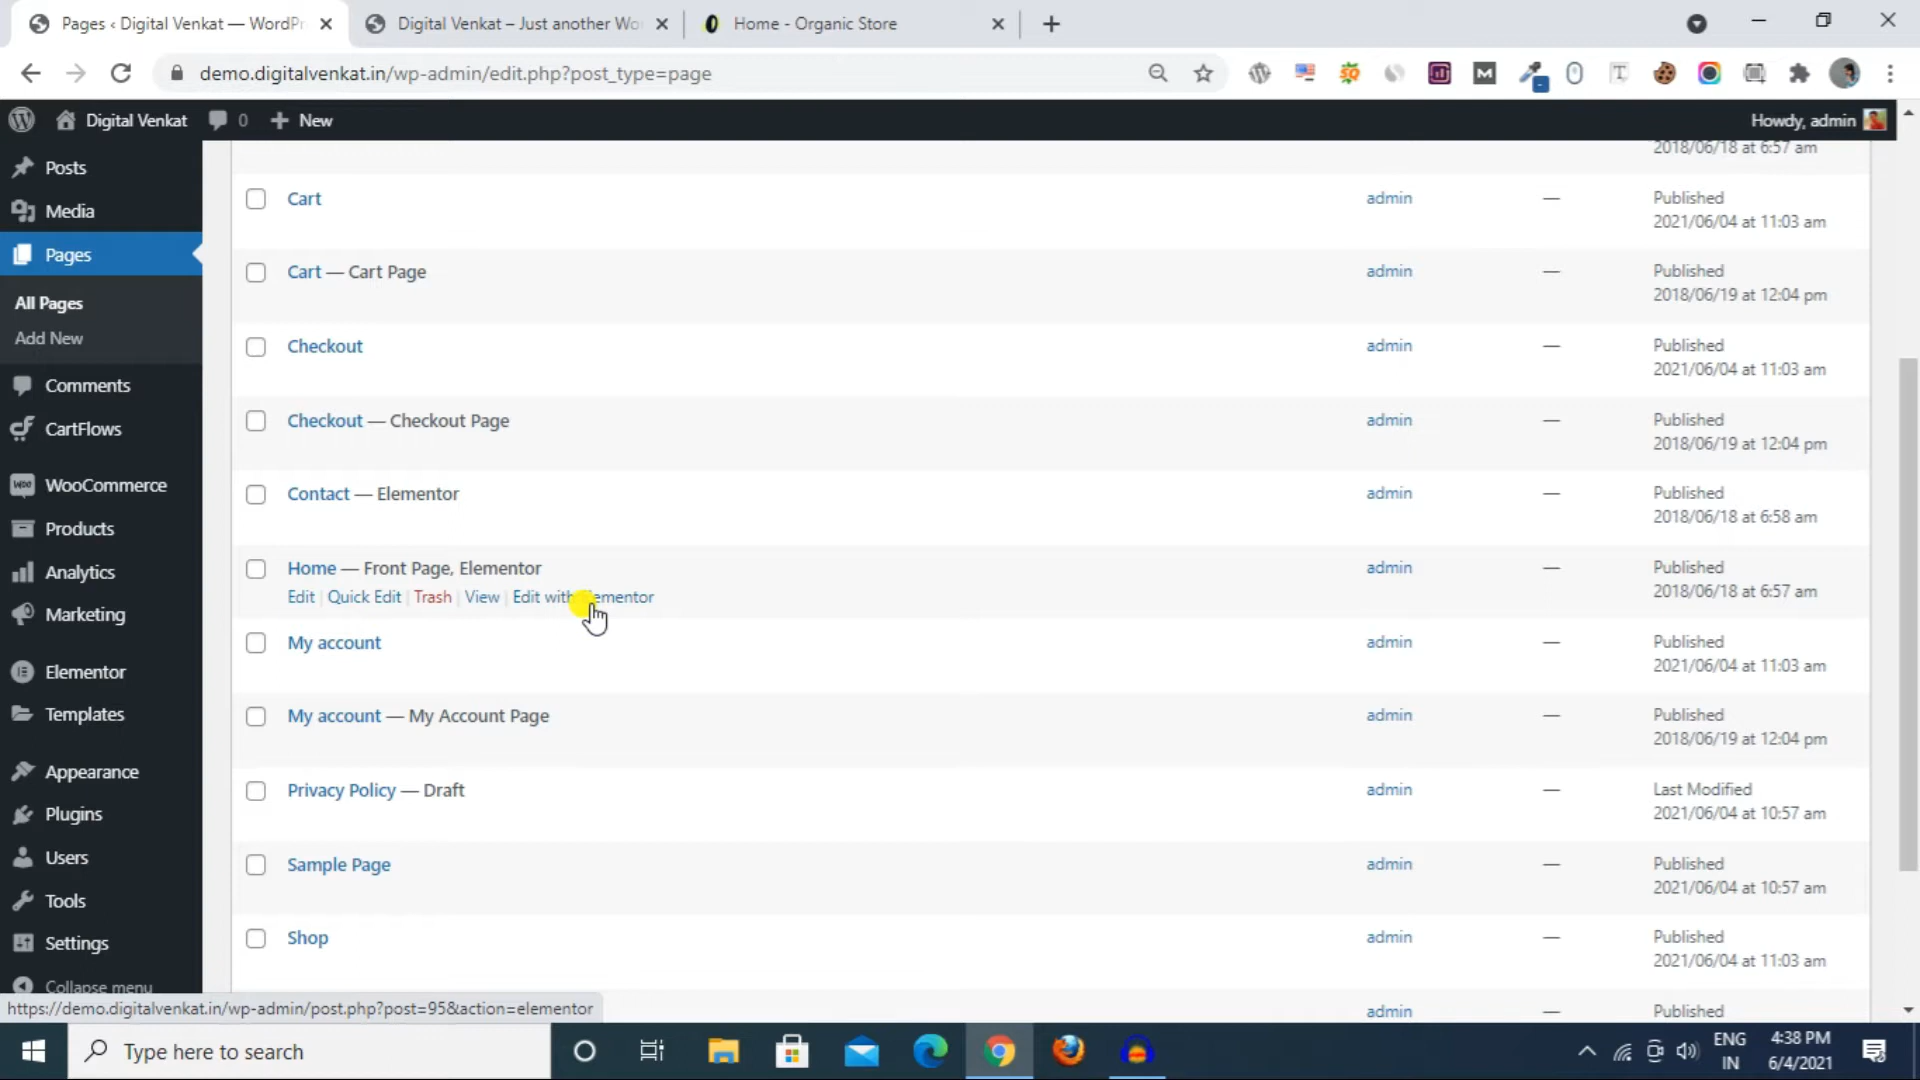 Pages ‹ Digital Venkat — WordPr
Digital Venkat – Just another Wo
Home - Organic Store
demo.digitalvenkat.in/wp-admin/edit.php?post_type=page
Digital Venkat
0
New
Howdy, admin
Posts
Media
Pages
All Pages
Add New
Comments
CartFlows
WooCommerce
Products
Analytics
Marketing
Elementor
Templates
Appearance
Plugins
Users
Tools
Settings
Collapse menu
2018/06/18 at 6:57 am
Cart
admin
—
Published
2021/06/04 at 11:03 am
Cart — Cart Page
admin
—
Published
2018/06/19 at 12:04 pm
Checkout
admin
—
Published
2021/06/04 at 11:03 am
Checkout — Checkout Page
admin
—
Published
2018/06/19 at 12:04 pm
Contact — Elementor
admin
—
Published
2018/06/18 at 6:58 am
Home — Front Page, Elementor
Edit | Quick Edit | Trash | View | Edit with Elementor
admin
—
Published
2018/06/18 at 6:57 am
My account
admin
—
Published
2021/06/04 at 11:03 am
My account — My Account Page
admin
—
Published
2018/06/19 at 12:04 pm
Privacy Policy — Draft
admin
—
Last Modified
2021/06/04 at 10:57 am
Sample Page
admin
—
Published
2021/06/04 at 10:57 am
Shop
admin
—
Published
2021/06/04 at 11:03 am
admin
—
Published
https://demo.digitalvenkat.in/wp-admin/post.php?post=95&action=elementor
Type here to search
ENG
IN
4:38 PM
6/4/2021